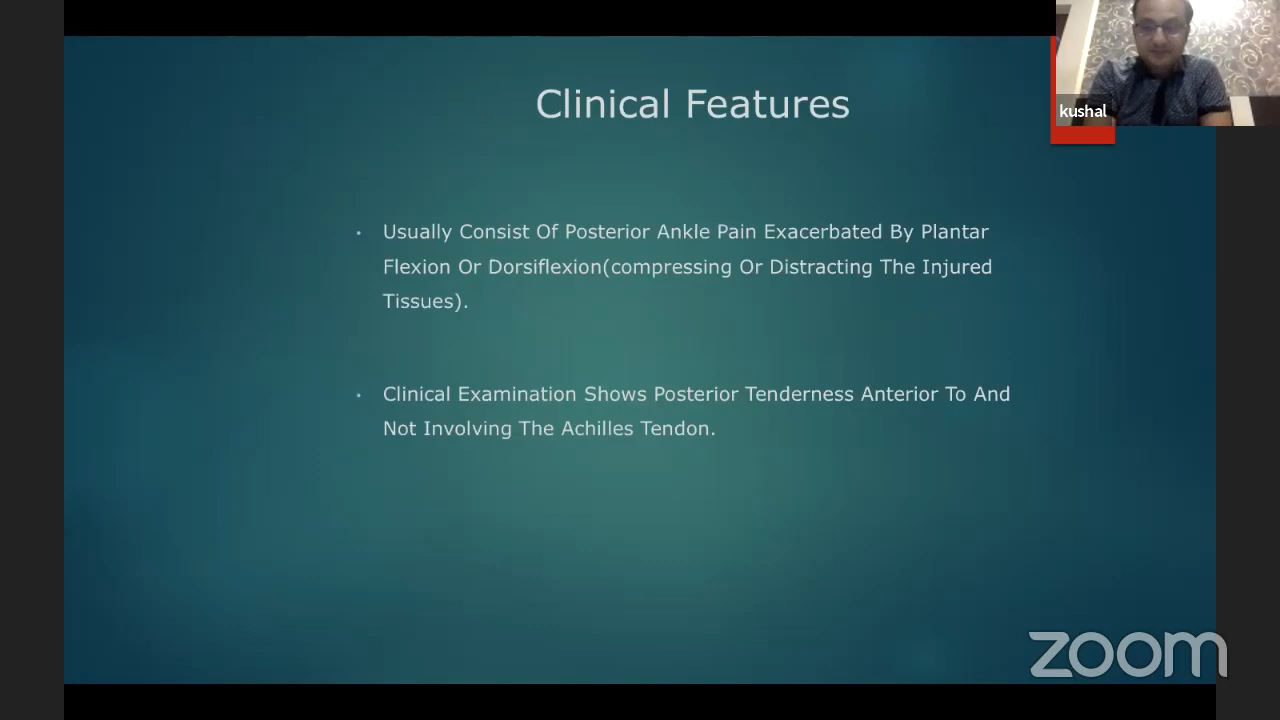 Clinical Features
kushal
• Usually Consist Of Posterior Ankle Pain Exacerbated By Plantar
Flexion Or Dorsiflexion(compressing Or Distracting The Injured
Tissues).
• Clinical Examination Shows Posterior Tenderness Anterior To And
Not Involving The Achilles Tendon.
zoom